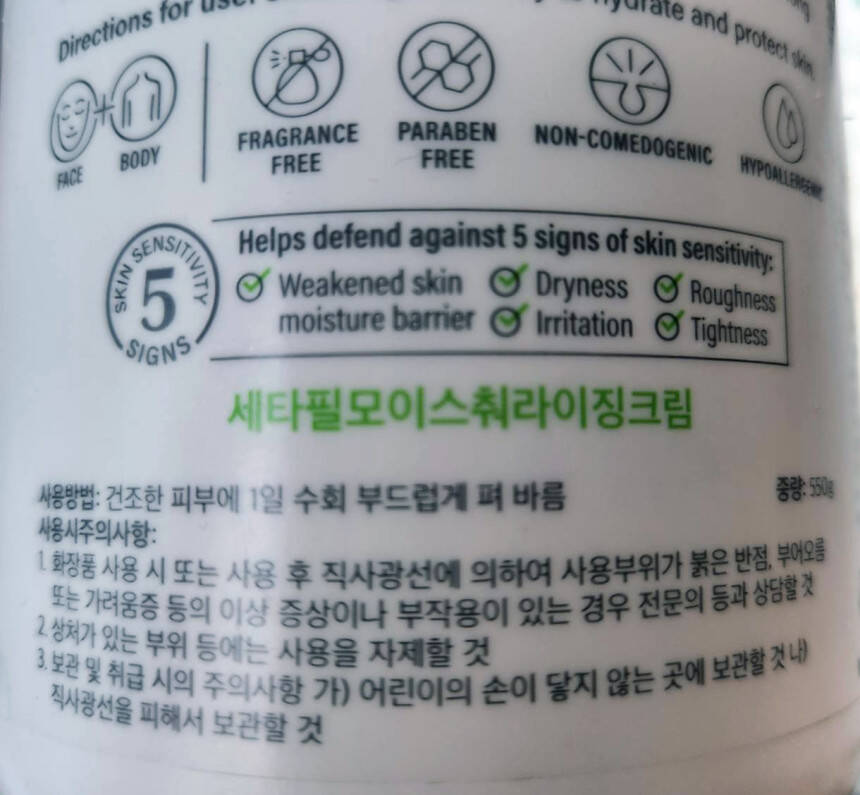 Directions for use:
hydrate and protect skin.
FACE
BODY
FRAGRANCE
FREE
PARABEN
FREE
NON-COMEDOGENIC
HYPOALLERGENIC
SKIN SENSITIVITY
5
SIGNS
Helps defend against 5 signs of skin sensitivity:
Weakened skin
moisture barrier
Dryness
Irritation
Roughness
Tightness
세타필모이스춰라이징크림
사용방법: 건조한 피부에 1일 수회 부드럽게 펴 바름
중량: 550g
사용시주의사항:
1. 화장품 사용 시 또는 사용 후 직사광선에 의하여 사용부위가 붉은 반점, 부어오름
또는 가려움증 등의 이상 증상이나 부작용이 있는 경우 전문의 등과 상담할 것
2. 상처가 있는 부위 등에는 사용을 자제할 것
3. 보관 및 취급 시의 주의사항 가) 어린이의 손이 닿지 않는 곳에 보관할 것 나)
직사광선을 피해서 보관할 것